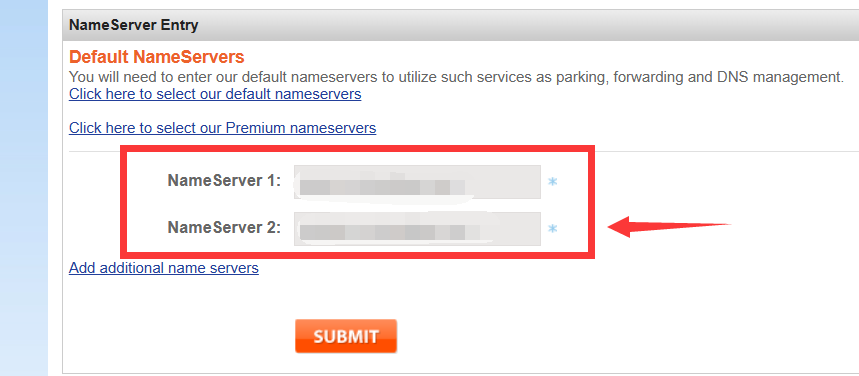 NameServer Entry
Default NameServers
You will need to enter our default nameservers to utilize such services as parking, forwarding and DNS management.
Click here to select our default nameservers
Click here to select our Premium nameservers
NameServer 1: *
NameServer 2: *
Add additional name servers
SUBMIT